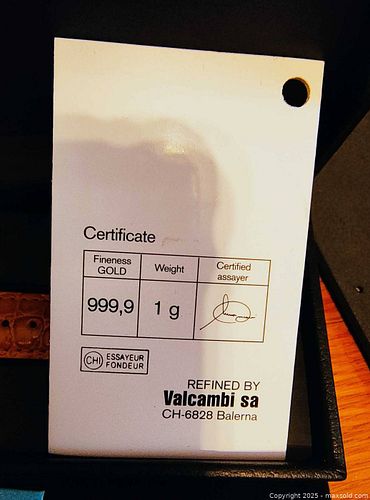 Certificate
Fineness GOLD
Weight
Certified assayer
999,9
1 g
CHI
ESSAYEUR
FONDEUR
REFINED BY
Valcambi sa
CH-6828 Balerna
Copyright 2025 - maxsold.com